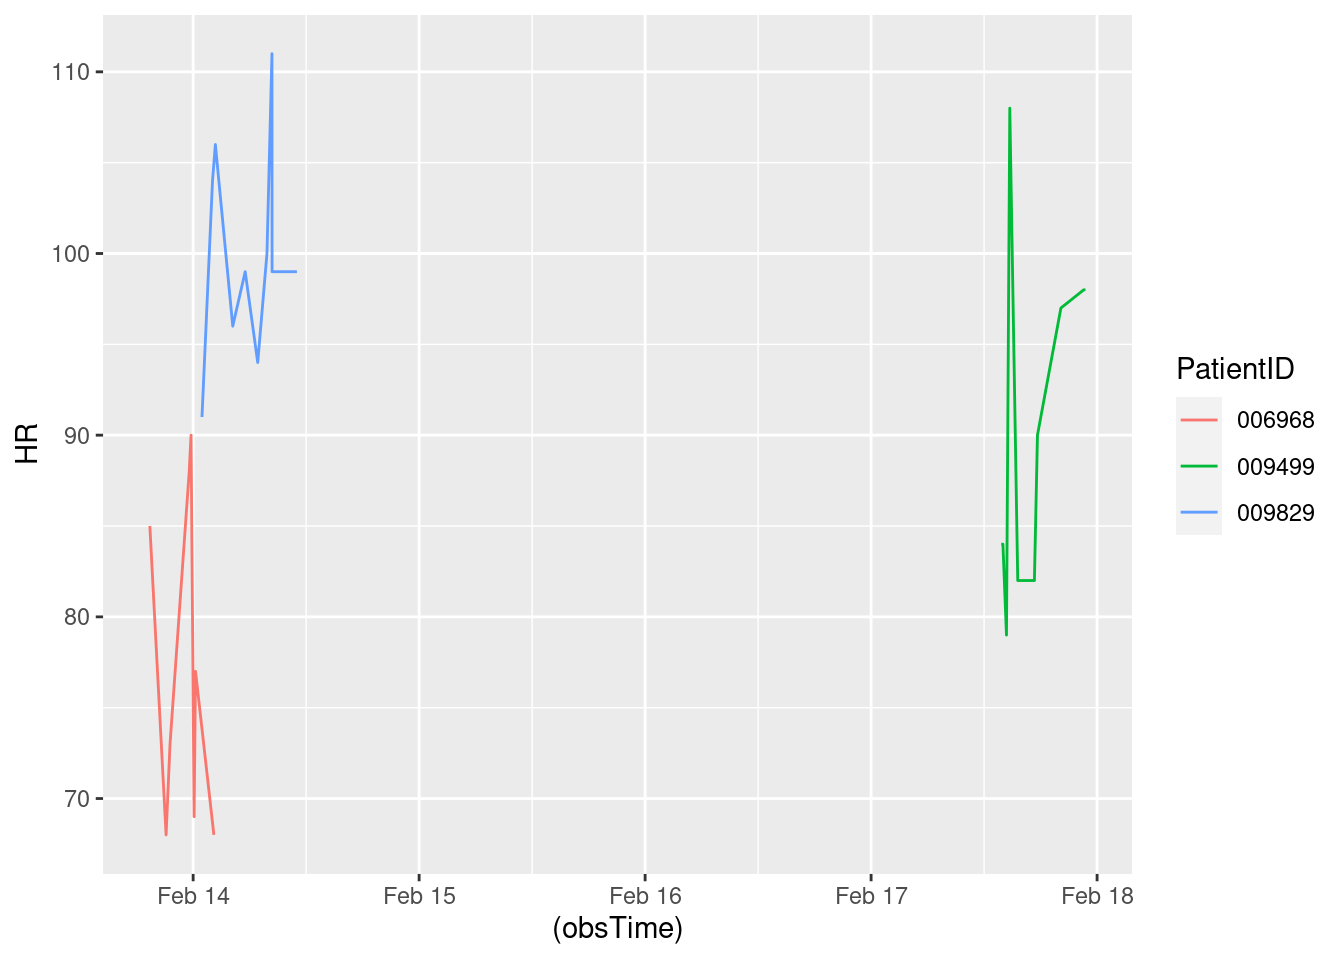 110
100
90
80
70
HR
Feb 14
Feb 15
Feb 16
Feb 17
Feb 18
(obsTime)
PatientID
006968
009499
009829